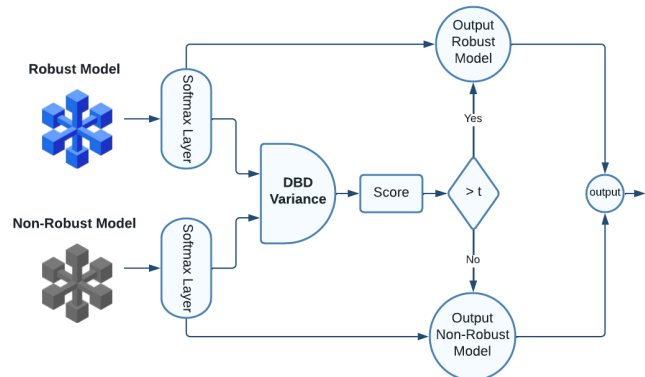 Output
Robust
Model
Robust Model
Softmax Layer
Yes
DBD
Variance
Score
> t
output
Non-Robust Model
Softmax Layer
No
Output
Non-Robust
Model